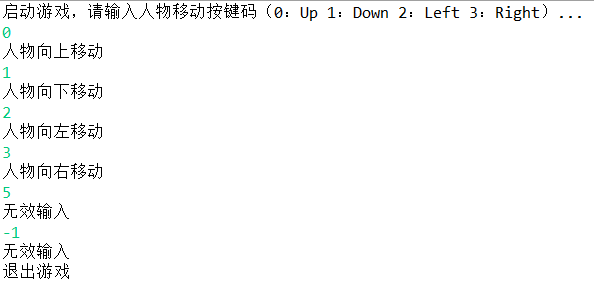 启动游戏，请输入人物移动按键码（0：Up 1：Down 2：Left 3：Right）...
0
人物向上移动
1
人物向下移动
2
人物向左移动
3
人物向右移动
5
无效输入
-1
无效输入
退出游戏